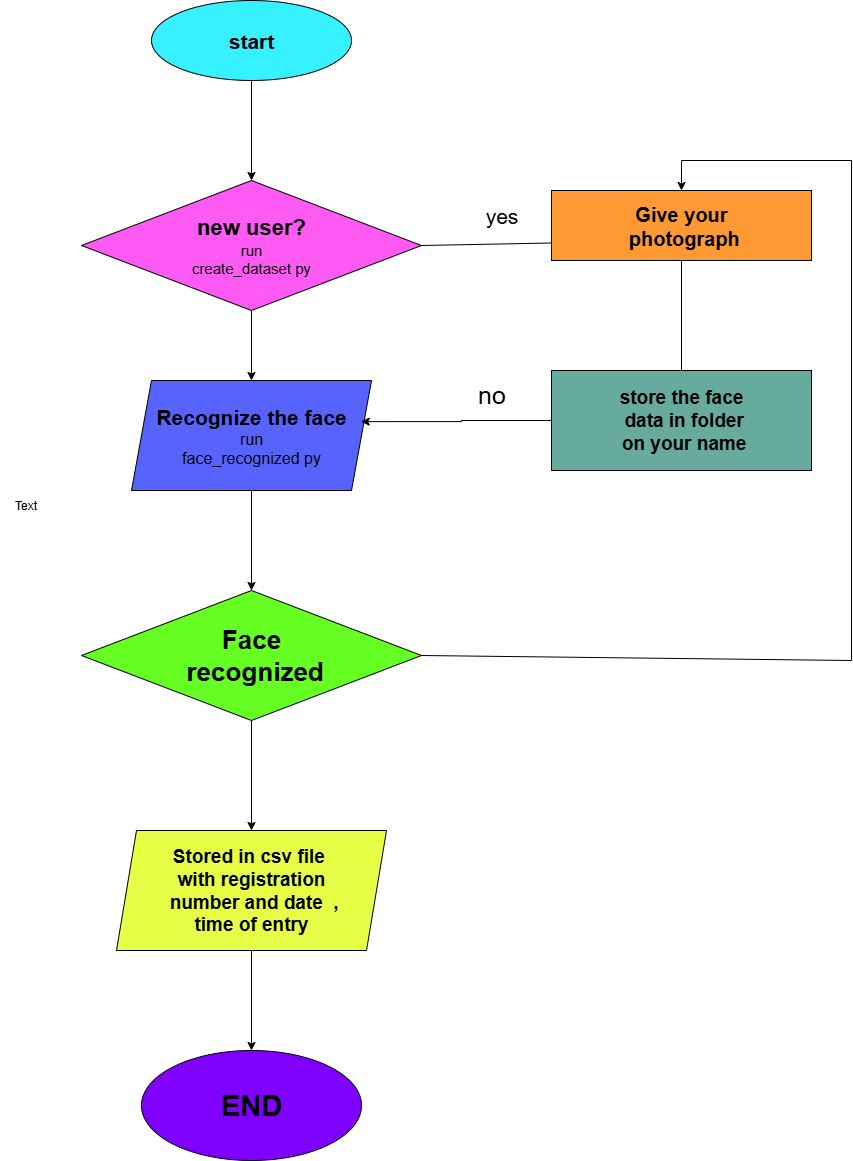 start
new user?
run
create_dataset py
yes
Give your
photograph
Recognize the face
run
face_recognized py
no
store the face
data in folder
on your name
Text
Face
recognized
Stored in csv file
with registration
number and date  ,
time of entry
END